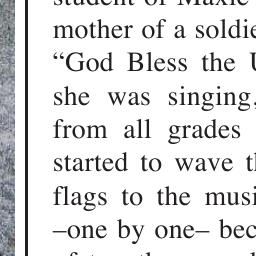 student of Maxie
mother of a soldie
“God Bless the U
she was singing,
from all grades
started to wave t
flags to the musi
–one by one– bec